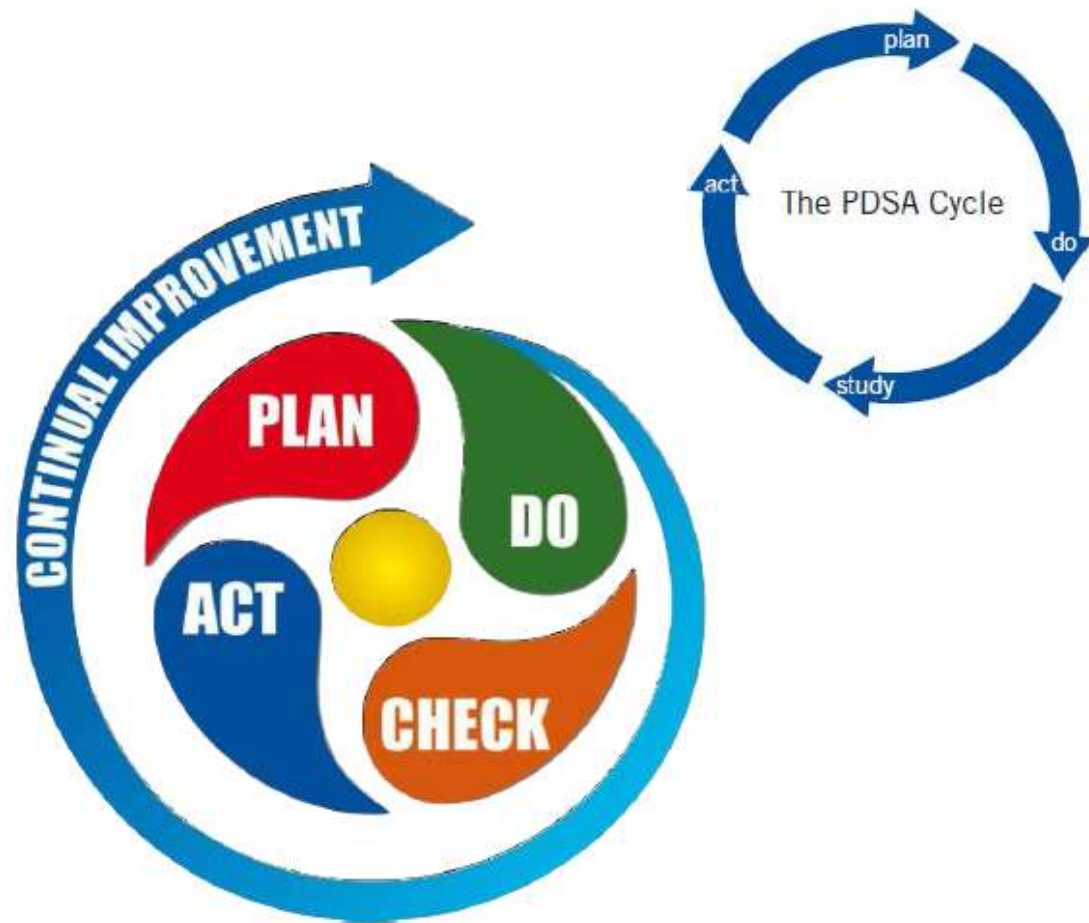 plan
act
The PDSA Cycle
do
study
CONTINUAL IMPROVEMENT
PLAN
DO
ACT
CHECK